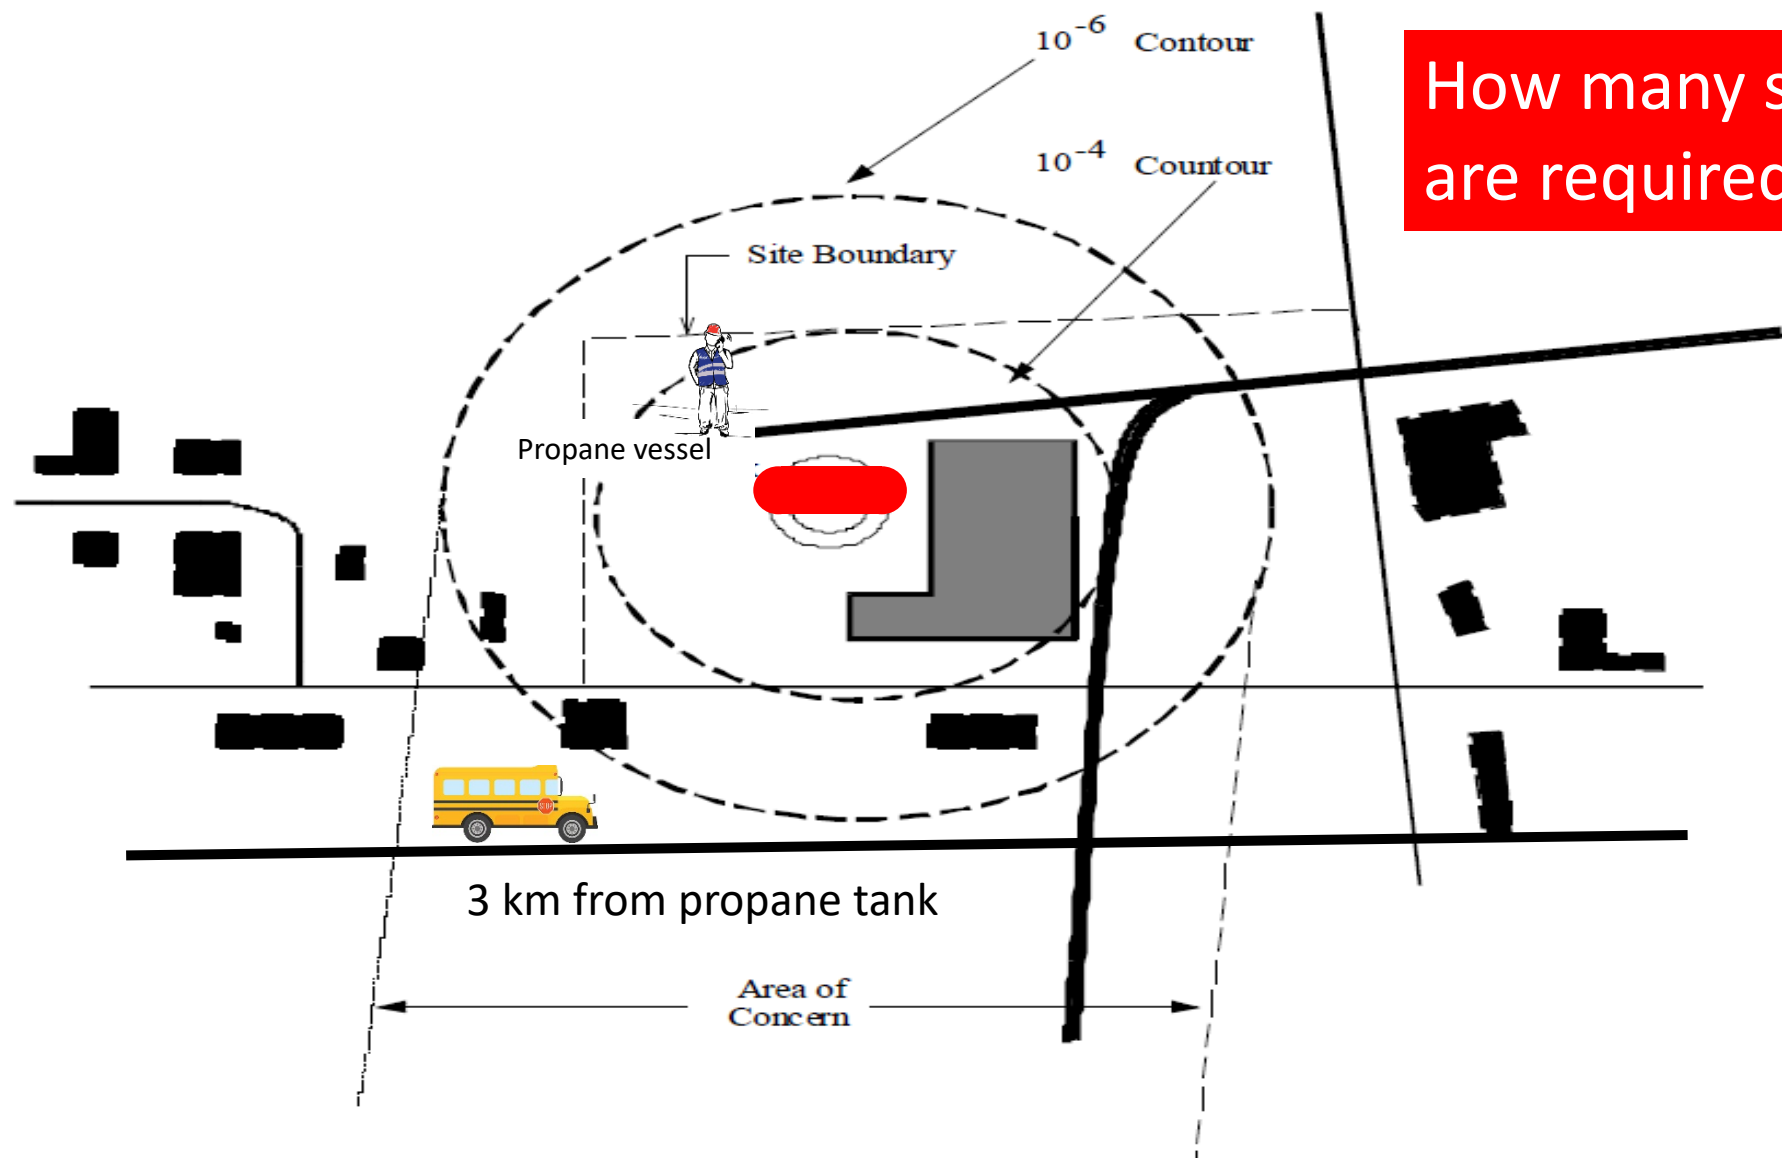 10⁻⁶ Contour
How many s
are required
10⁻⁴ Countour
Site Boundary
Propane vessel
STOP
3 km from propane tank
Area of
Concern